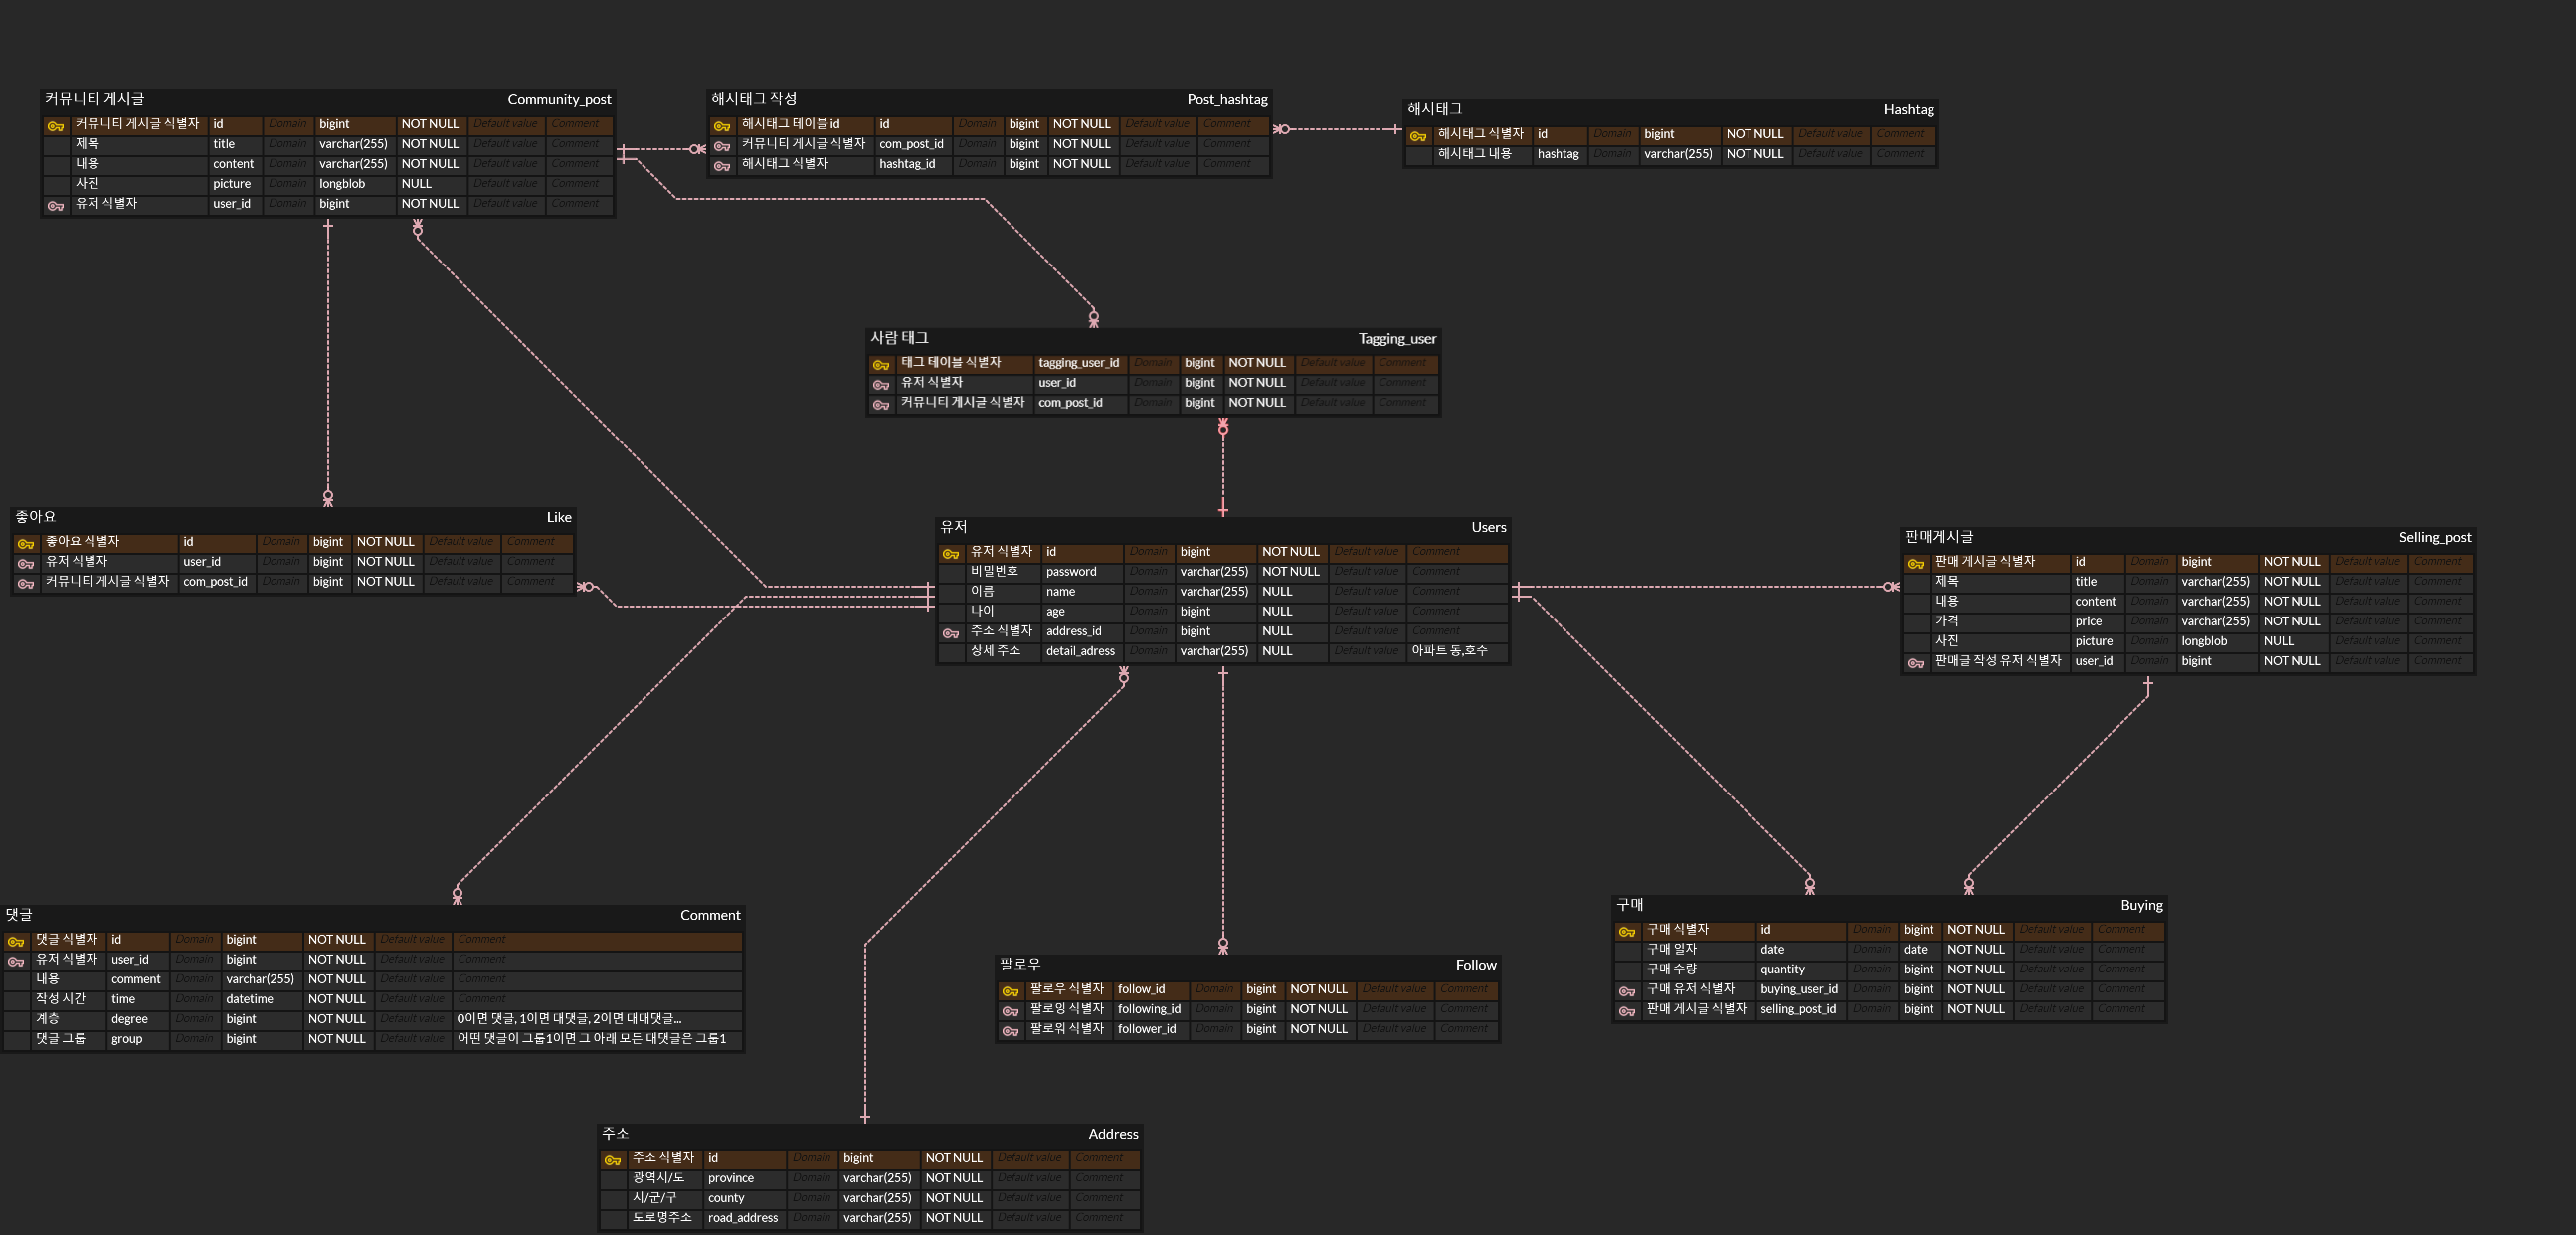 커뮤니티 게시글 Community_post
커뮤니티 게시글 식별자 id Domain bigint NOT NULL Default value Comment
제목 title Domain varchar(255) NOT NULL Default value Comment
내용 content Domain varchar(255) NOT NULL Default value Comment
사진 picture Domain longblob NULL Default value Comment
유저 식별자 user_id Domain bigint NOT NULL Default value Comment
해시태그 작성 Post_hashtag
해시태그 테이블 id id Domain bigint NOT NULL Default value Comment
커뮤니티 게시글 식별자 com_post_id Domain bigint NOT NULL Default value Comment
해시태그 식별자 hashtag_id Domain bigint NOT NULL Default value Comment
해시태그 Hashtag
해시태그 식별자 id Domain bigint NOT NULL Default value Comment
해시태그 내용 hashtag Domain varchar(255) NOT NULL Default value Comment
사람 태그 Tagging_user
태그 테이블 식별자 tagging_user_id Domain bigint NOT NULL Default value Comment
유저 식별자 user_id Domain bigint NOT NULL Default value Comment
커뮤니티 게시글 식별자 com_post_id Domain bigint NOT NULL Default value Comment
좋아요 Like
좋아요 식별자 id Domain bigint NOT NULL Default value Comment
유저 식별자 user_id Domain bigint NOT NULL Default value Comment
커뮤니티 게시글 식별자 com_post_id Domain bigint NOT NULL Default value Comment
유저 Users
유저 식별자 id Domain bigint NOT NULL Default value Comment
비밀번호 password Domain varchar(255) NOT NULL Default value Comment
이름 name Domain varchar(255) NULL Default value Comment
나이 age Domain bigint NULL Default value Comment
주소 식별자 address_id Domain bigint NULL Default value Comment
상세 주소 detail_adress Domain varchar(255) NULL Default value 아파트 동,호수
판매게시글 Selling_post
판매 게시글 식별자 id Domain bigint NOT NULL Default value Comment
제목 title Domain varchar(255) NOT NULL Default value Comment
내용 content Domain varchar(255) NOT NULL Default value Comment
가격 price Domain varchar(255) NOT NULL Default value Comment
사진 picture Domain longblob NULL Default value Comment
판매글 작성 유저 식별자 user_id Domain bigint NOT NULL Default value Comment
댓글 Comment
댓글 식별자 id Domain bigint NOT NULL Default value Comment
유저 식별자 user_id Domain bigint NOT NULL Default value Comment
내용 comment Domain varchar(255) NOT NULL Default value Comment
작성 시간 time Domain datetime NOT NULL Default value Comment
계층 degree Domain bigint NOT NULL Default value 0이면 댓글, 1이면 대댓글, 2이면 대대댓글...
댓글 그룹 group Domain bigint NOT NULL Default value 어떤 댓글이 그룹1이면 그 아래 모든 대댓글은 그룹1
팔로우 Follow
팔로우 식별자 follow_id Domain bigint NOT NULL Default value Comment
팔로잉 식별자 following_id Domain bigint NOT NULL Default value Comment
팔로워 식별자 follower_id Domain bigint NOT NULL Default value Comment
구매 Buying
구매 식별자 id Domain bigint NOT NULL Default value Comment
구매 일자 date Domain date NOT NULL Default value Comment
구매 수량 quantity Domain bigint NOT NULL Default value Comment
구매 유저 식별자 buying_user_id Domain bigint NOT NULL Default value Comment
판매 게시글 식별자 selling_post_id Domain bigint NOT NULL Default value Comment
주소 Address
주소 식별자 id Domain bigint NOT NULL Default value Comment
광역시/도 province Domain varchar(255) NOT NULL Default value Comment
시/군/구 county Domain varchar(255) NOT NULL Default value Comment
도로명주소 road_address Domain varchar(255) NOT NULL Default value Comment